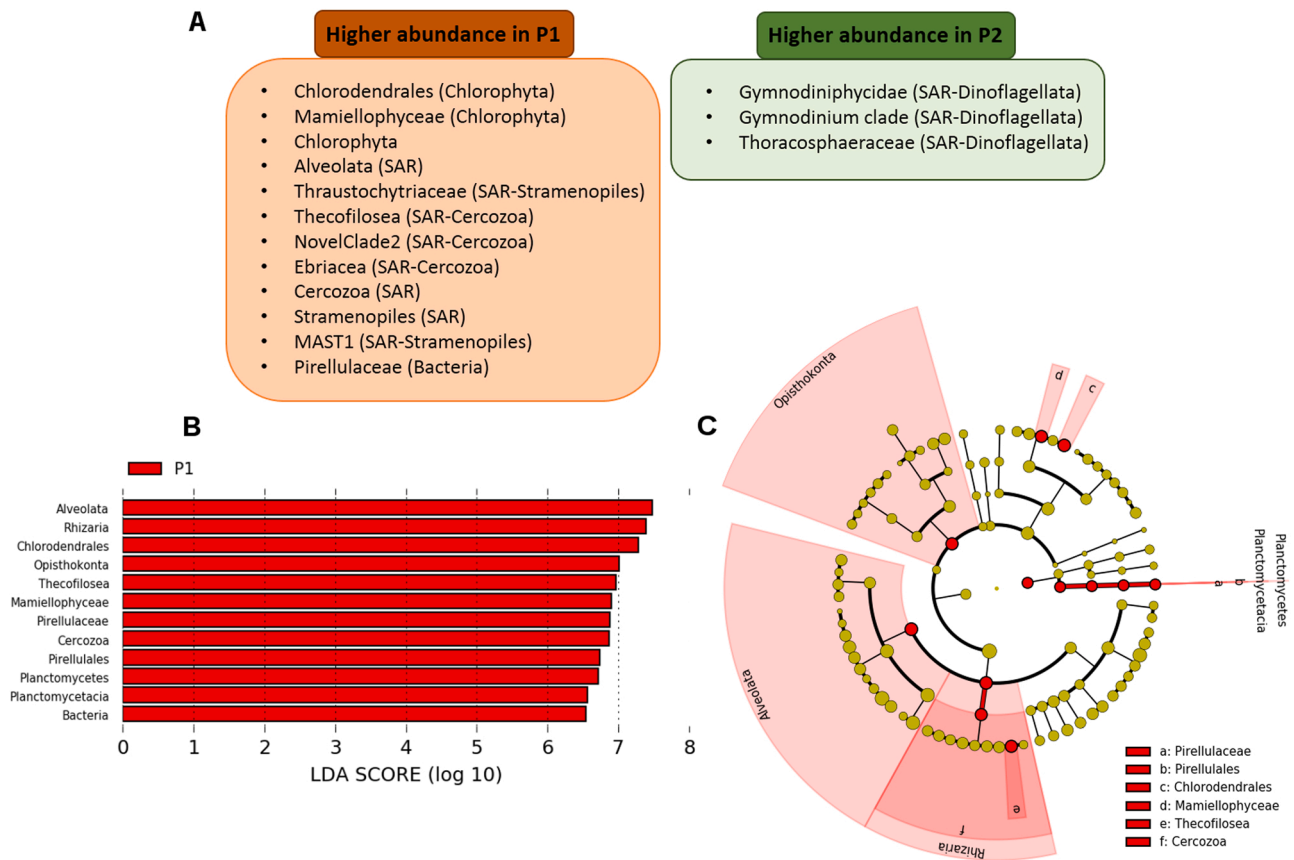 A
Higher abundance in P1
Chlorodendrales (Chlorophyta)
Mamiellophyceae (Chlorophyta)
Chlorophyta
Alveolata (SAR)
Thraustochytriaceae (SAR-Stramenopiles)
Thecofilosea (SAR-Cercozoa)
NovelClade2 (SAR-Cercozoa)
Ebriacea (SAR-Cercozoa)
Cercozoa (SAR)
Stramenopiles (SAR)
MAST1 (SAR-Stramenopiles)
Pirellulaceae (Bacteria)
Higher abundance in P2
Gymnodiniphycidae (SAR-Dinoflagellata)
Gymnodinium clade (SAR-Dinoflagellata)
Thoracosphaeraceae (SAR-Dinoflagellata)
B
P1
Alveolata
Rhizaria
Chlorodendrales
Opisthokonta
Thecofilosea
Mamiellophyceae
Pirellulaceae
Cercozoa
Pirellulales
Planctomycetes
Planctomycetacia
Bacteria
0 1 2 3 4 5 6 7 8
LDA SCORE (log 10)
C
Opisthokonta
d
c
a
b
Planctomycetacia
Planctomycetes
Alveolata
e
f
Rhizaria
a: Pirellulaceae
b: Pirellulales
c: Chlorodendrales
d: Mamiellophyceae
e: Thecofilosea
f: Cercozoa